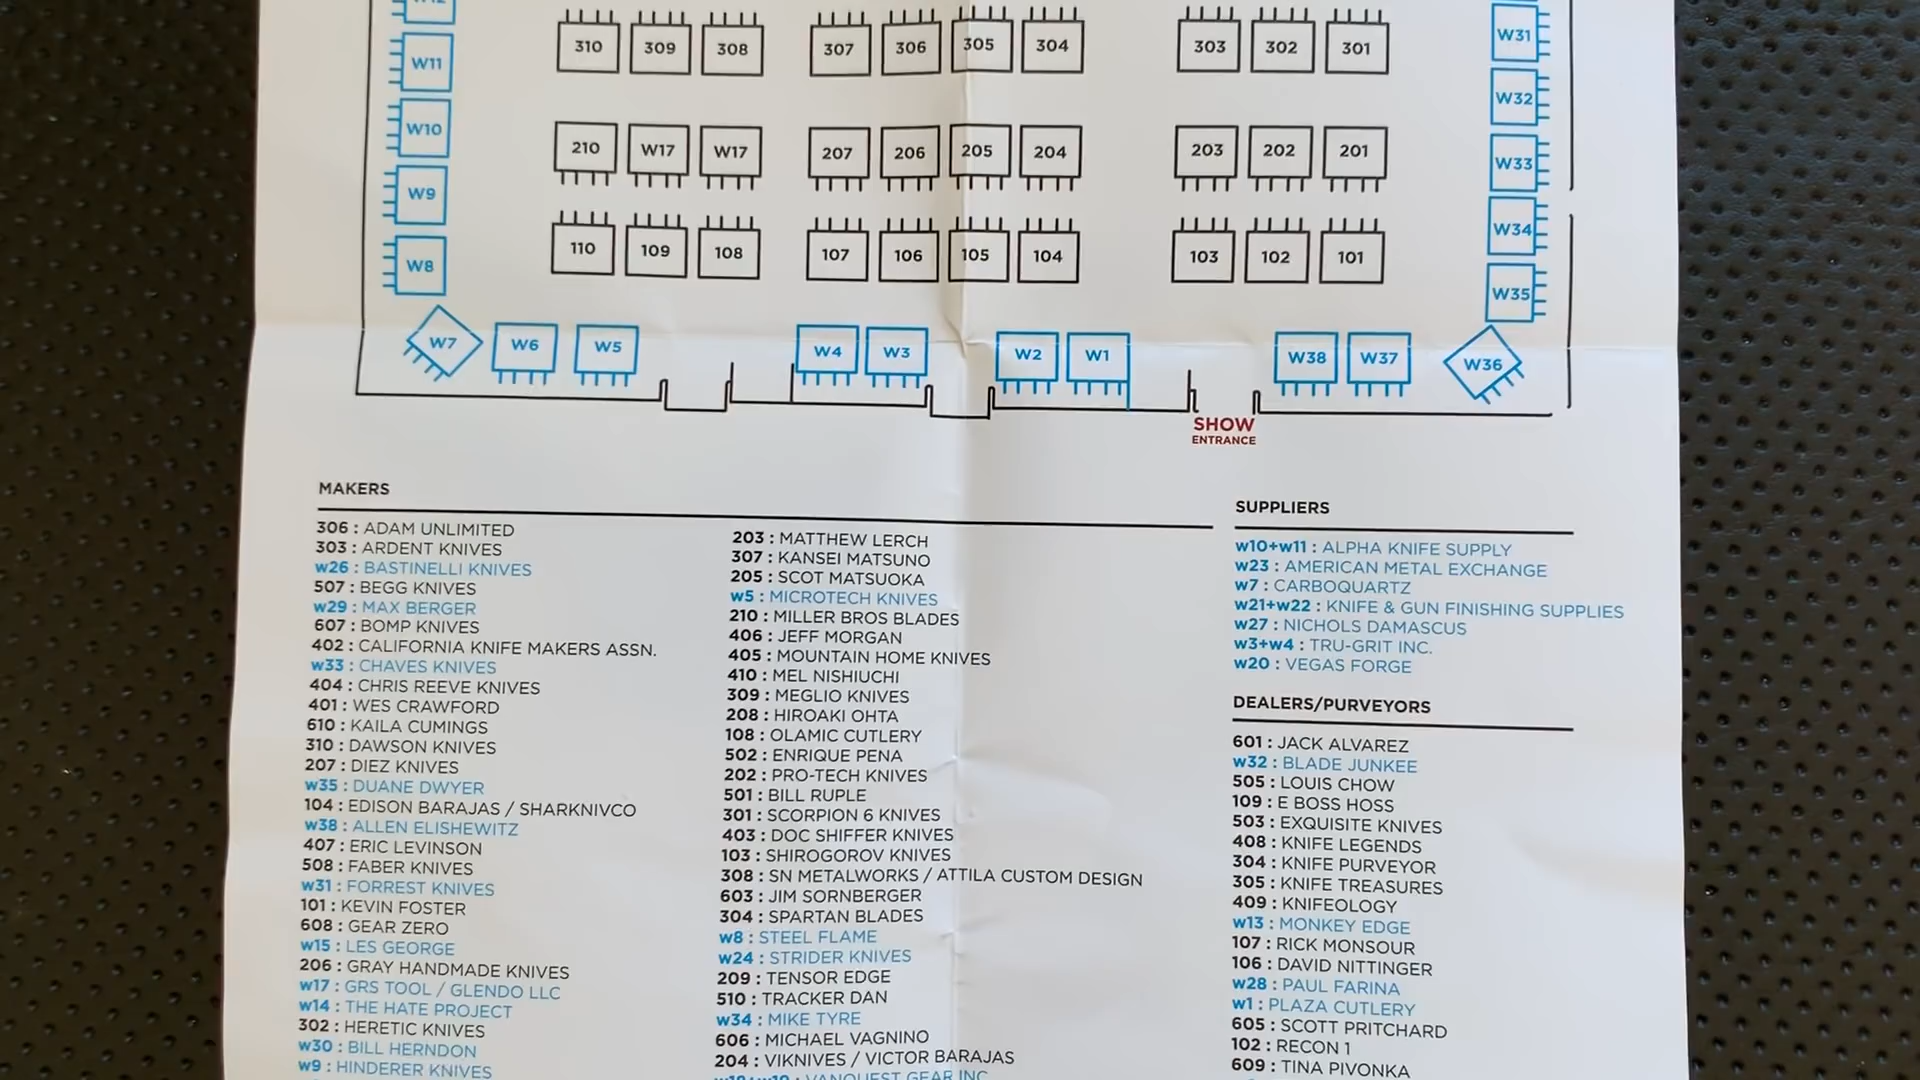 W11
W10
W9
W8
W7
W6
W5
W4
W3
W2
W1
W38
W37
W36
W35
W34
W33
W32
W31
310
309
308
307
306
305
304
303
302
301
210
W17
W17
207
206
205
204
203
202
201
110
109
108
107
106
105
104
103
102
101
SHOW
ENTRANCE
MAKERS
306 : ADAM UNLIMITED
303 : ARDENT KNIVES
w26 : BASTINELLI KNIVES
507 : BEGG KNIVES
w29 : MAX BERGER
607 : BOMP KNIVES
402 : CALIFORNIA KNIFE MAKERS ASSN.
w33 : CHAVES KNIVES
404 : CHRIS REEVE KNIVES
401 : WES CRAWFORD
610 : KAILA CUMINGS
310 : DAWSON KNIVES
207 : DIEZ KNIVES
w35 : DUANE DWYER
104 : EDISON BARAJAS / SHARKNIVCO
w38 : ALLEN ELISHEWITZ
407 : ERIC LEVINSON
508 : FABER KNIVES
w31 : FORREST KNIVES
101 : KEVIN FOSTER
608 : GEAR ZERO
w15 : LES GEORGE
206 : GRAY HANDMADE KNIVES
w17 : GRS TOOL / GLENDO LLC
w14 : THE HATE PROJECT
302 : HERETIC KNIVES
w30 : BILL HERNDON
w9 : HINDERER KNIVES
203 : MATTHEW LERCH
307 : KANSEI MATSUNO
205 : SCOT MATSUOKA
w5 : MICROTECH KNIVES
210 : MILLER BROS BLADES
406 : JEFF MORGAN
405 : MOUNTAIN HOME KNIVES
410 : MEL NISHIUCHI
309 : MEGLIO KNIVES
208 : HIROAKI OHTA
108 : OLAMIC CUTLERY
502 : ENRIQUE PENA
202 : PRO-TECH KNIVES
501 : BILL RUPLE
301 : SCORPION 6 KNIVES
403 : DOC SHIFFER KNIVES
103 : SHIROGOROV KNIVES
308 : SN METALWORKS / ATTILA CUSTOM DESIGN
603 : JIM SORNBERGER
304 : SPARTAN BLADES
w8 : STEEL FLAME
w24 : STRIDER KNIVES
209 : TENSOR EDGE
510 : TRACKER DAN
w34 : MIKE TYRE
606 : MICHAEL VAGNINO
204 : VIKNIVES / VICTOR BARAJAS
VANQUEST GEAR INC
SUPPLIERS
w10+w11 : ALPHA KNIFE SUPPLY
w23 : AMERICAN METAL EXCHANGE
w7 : CARBOQUARTZ
w21+w22 : KNIFE & GUN FINISHING SUPPLIES
w27 : NICHOLS DAMASCUS
w3+w4 : TRU-GRIT INC.
w20 : VEGAS FORGE
DEALERS/PURVEYORS
601 : JACK ALVAREZ
w32 : BLADE JUNKEE
505 : LOUIS CHOW
109 : E BOSS HOSS
503 : EXQUISITE KNIVES
408 : KNIFE LEGENDS
304 : KNIFE PURVEYOR
305 : KNIFE TREASURES
409 : KNIFEOLOGY
w13 : MONKEY EDGE
107 : RICK MONSOUR
106 : DAVID NITTINGER
w28 : PAUL FARINA
w1 : PLAZA CUTLERY
605 : SCOTT PRITCHARD
102 : RECON 1
609 : TINA PIVONKA